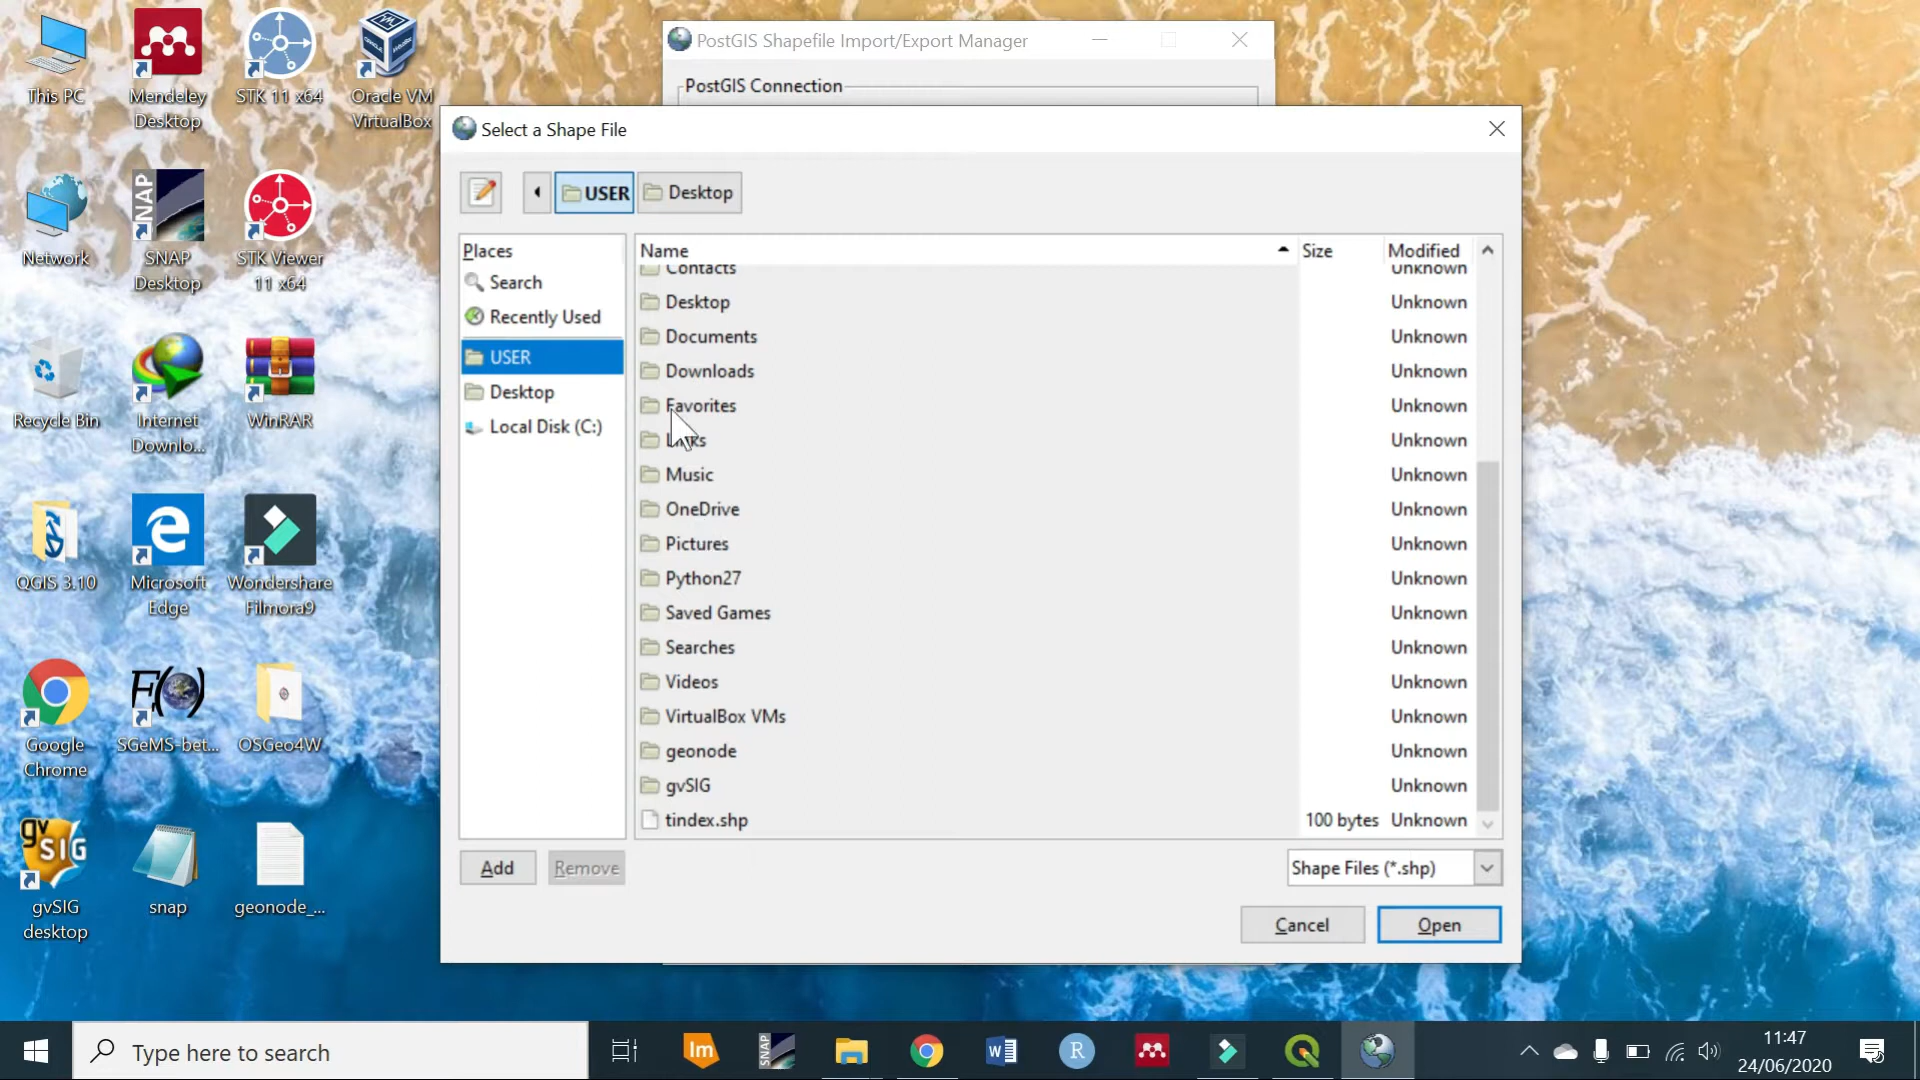 This PC
Mendeley
Desktop
STK 11 x64
Oracle VM
VirtualBox
Network
SNAP
SNAP
Desktop
STK Viewer
11 x64
Recycle Bin
Internet
Downlo...
WinRAR
QGIS 3.10
Microsoft
Edge
Wondershare
Filmora9
Google
Chrome
F()
SGeMS-bet...
OSGeo4W
gv
SIG
gvSIG
desktop
snap
geonode_...
PostGIS Shapefile Import/Export Manager
PostGIS Connection
Select a Shape File
USER
Desktop
Places
Search
Recently Used
USER
Desktop
Local Disk (C:)
Name Size Modified
Contacts Unknown
Desktop Unknown
Documents Unknown
Downloads Unknown
Favorites Unknown
Links Unknown
Music Unknown
OneDrive Unknown
Pictures Unknown
Python27 Unknown
Saved Games Unknown
Searches Unknown
Videos Unknown
VirtualBox VMs Unknown
geonode Unknown
gvSIG Unknown
tindex.shp 100 bytes Unknown
Add
Remove
Shape Files (*.shp)
Cancel
Open
Type here to search
Im
SNAP
W
R
11:47
24/06/2020